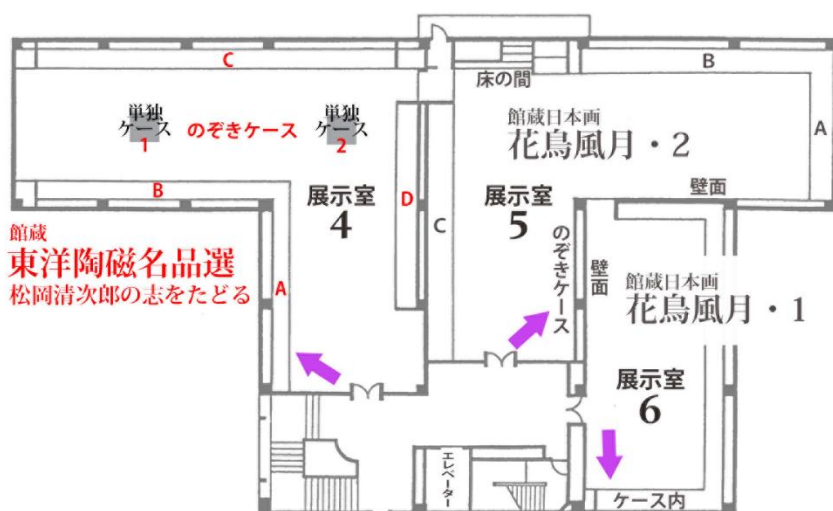 C
単独
ケース
1
のぞきケース
単独
ケース
2
B
展示室
4
D
A
館蔵
東洋陶磁名品選
松岡清次郎の志をたどる
床の間
B
A
館蔵日本画
花鳥風月・2
壁面
展示室
5
C
のぞきケース
壁面
館蔵日本画
花鳥風月・1
展示室
6
ケース内
エレベーター